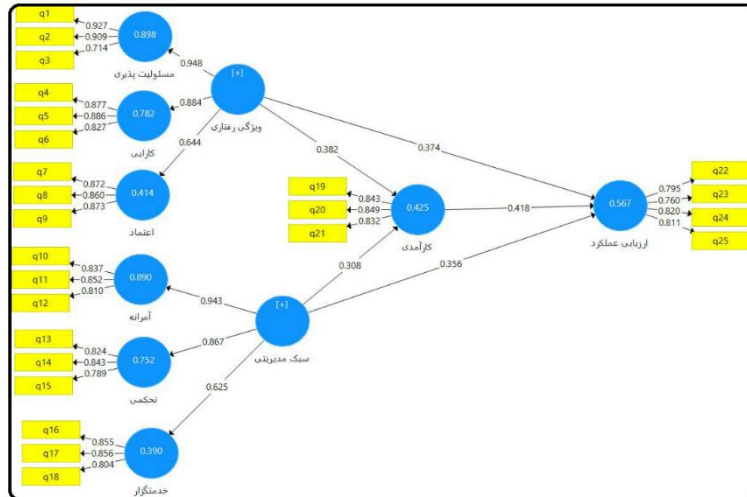 q1
q2
q3
0.927
0.909
0.714
0.898
مسئولیت پذیری
q4
q5
q6
0.877
0.886
0.827
0.782
کارایی
q7
q8
q9
0.872
0.860
0.873
0.414
اعتماد
0.948
0.884
0.644
[+]
ویژگی رفتاری
0.382
0.374
q10
q11
q12
0.837
0.852
0.810
0.890
آمرانه
q13
q14
q15
0.824
0.843
0.789
0.752
تحکمی
q16
q17
q18
0.855
0.856
0.804
0.390
خدمتگزار
0.943
0.867
0.625
[+]
سبک مدیریتی
0.308
0.356
q19
q20
q21
0.843
0.849
0.832
0.425
کارآمدی
0.418
0.567
ارزیابی عملکرد
0.795
0.760
0.820
0.811
q22
q23
q24
q25